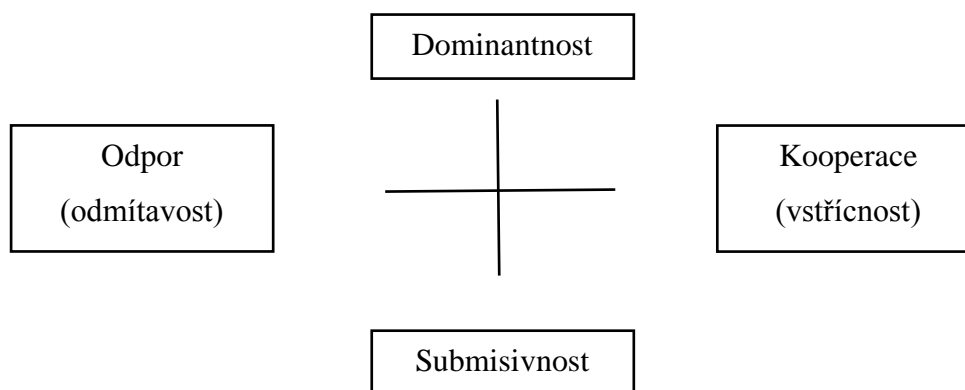 Dominantnost
Odpor
(odmítavost)
Kooperace
(vstřícnost)
Submisivnost